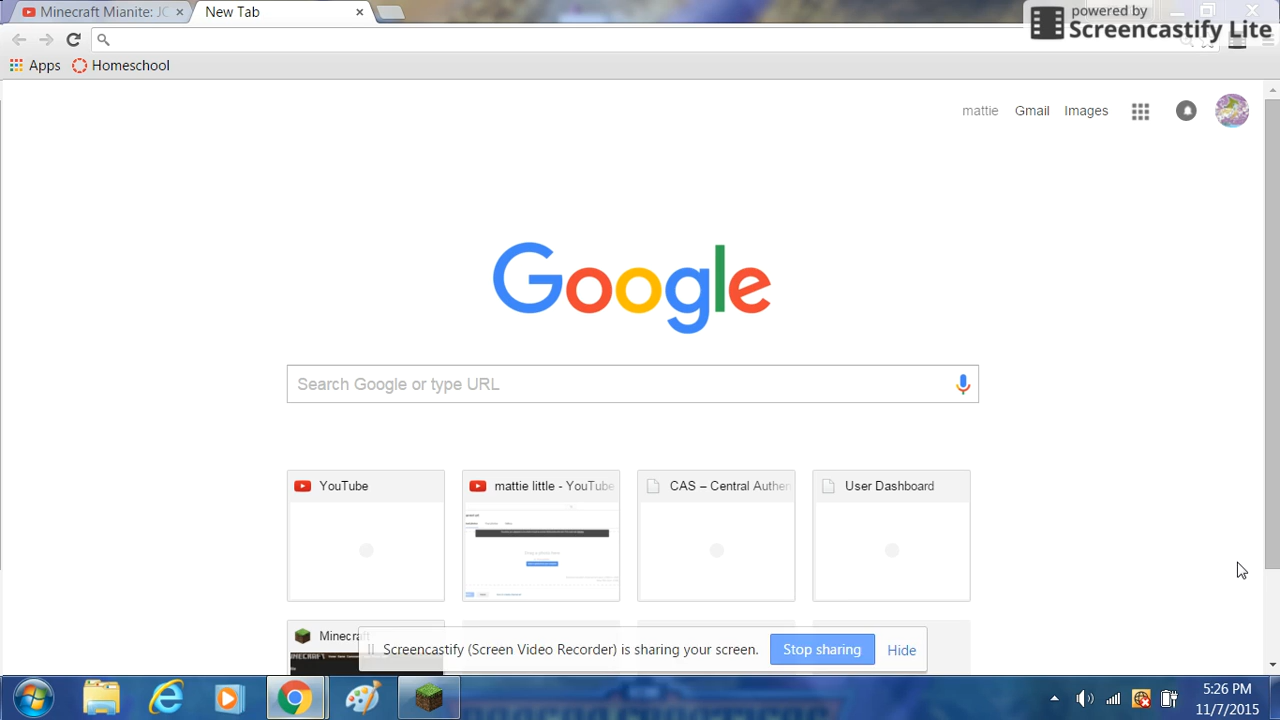 Minecraft Mianite: JC
New Tab
powered by
Screencastify Lite
Apps
Homeschool
mattie
Gmail
Images
Google
Search Google or type URL
YouTube
mattie little - YouTube
CAS – Central Authen
User Dashboard
Minecraft
Screencastify (Screen Video Recorder) is sharing your screen.
Stop sharing
Hide
5:26 PM
11/7/2015